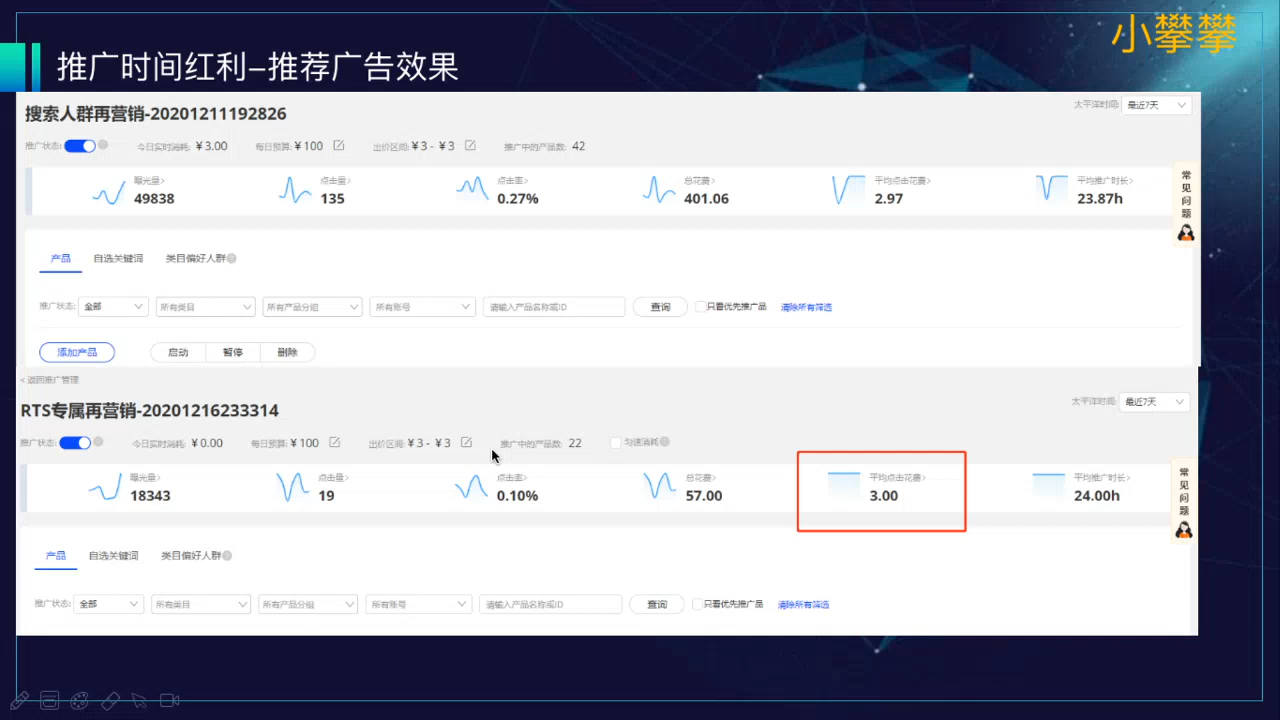 小攀攀
推广时间红利–推荐广告效果
搜索人群再营销-20201211192826
太平洋时间: 最近7天
推广状态: 今日实时消耗: ¥ 3.00 每日预算: ¥ 100 出价区间: ¥ 3 - ¥ 3 推广中的产品数: 42
曝光量> 点击量> 点击率> 总花费> 平均点击花费> 平均推广时长>
49838 135 0.27% 401.06 2.97 23.87h
常见问题
产品 自选关键词 类目偏好人群
推广状态: 全部 所有类目 所有产品分组 所有账号 请输入产品名称或ID 查询 只看优先推广品 清除所有筛选
添加产品 启动 暂停 删除
< 返回推广管理
RTS专属再营销-20201216233314
太平洋时间: 最近7天
推广状态: 今日实时消耗: ¥ 0.00 每日预算: ¥ 100 出价区间: ¥ 3 - ¥ 3 推广中的产品数: 22 匀速消耗
曝光量> 点击量> 点击率> 总花费> 平均点击花费> 平均推广时长>
18343 19 0.10% 57.00 3.00 24.00h
常见问题
产品 自选关键词 类目偏好人群
推广状态: 全部 所有类目 所有产品分组 所有账号 请输入产品名称或ID 查询 只看优先推广品 清除所有筛选